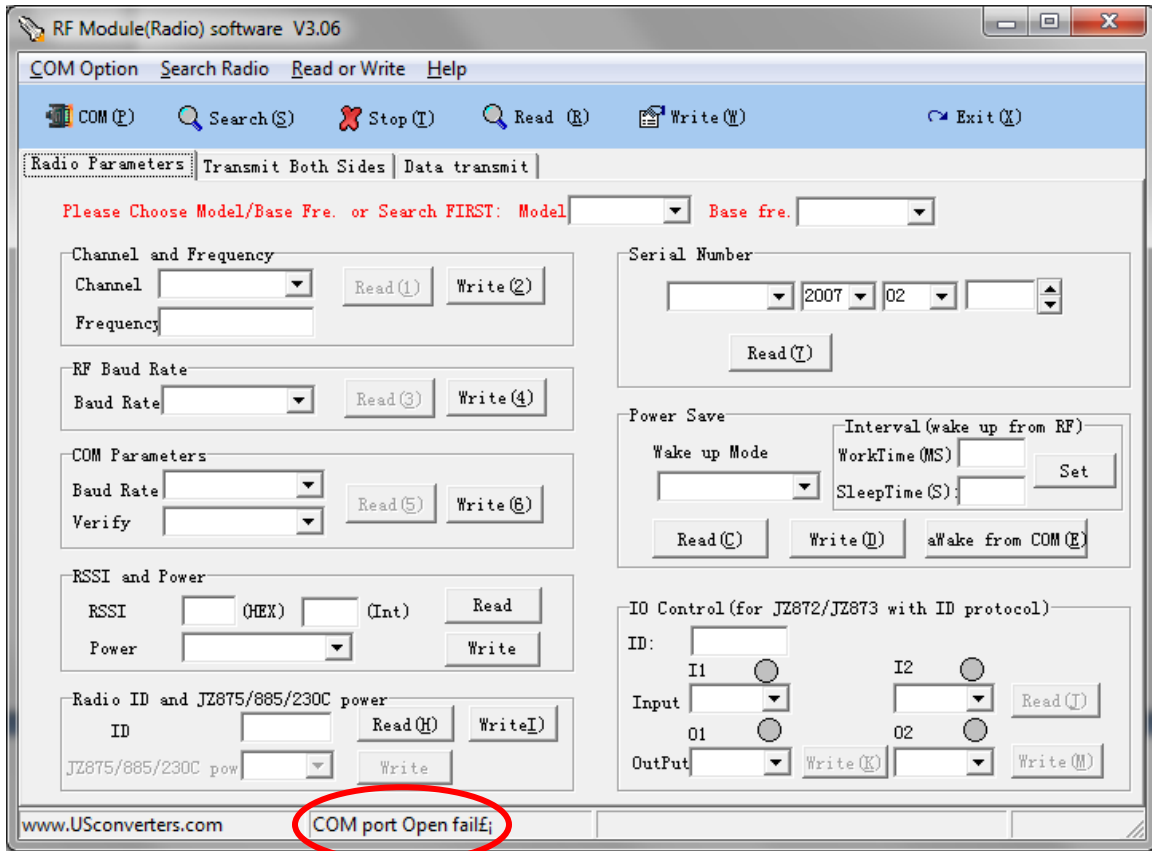 RF Module(Radio) software V3.06
COM Option Search Radio Read or Write Help
COM(P) Search(S) Stop(T) Read (R) Write(W) Exit(X)
Radio Parameters Transmit Both Sides Data transmit
Please Choose Model/Base Fre. or Search FIRST: Model Base fre.
Channel and Frequency
Channel Read(1) Write(2)
Frequency
RF Baud Rate
Baud Rate Read(3) Write(4)
COM Parameters
Baud Rate
Verify
Read(5) Write(6)
RSSI and Power
RSSI (HEX) (Int) Read
Power Write
Radio ID and JZ875/885/230C power
ID Read(H) WriteI)
JZ875/885/230C pow Write
Serial Number
2007 02
Read(7)
Power Save
Wake up Mode
Interval(wake up from RF)
WorkTime(MS)
SleepTime(S):
Set
Read(C) Write(D) aWake from COM(E)
IO Control(for JZ872/JZ873 with ID protocol)
ID:
I1 I2
Input Read(J)
O1 O2
OutPut Write(K) Write(M)
www.USconverters.com COM port Open fail£¡